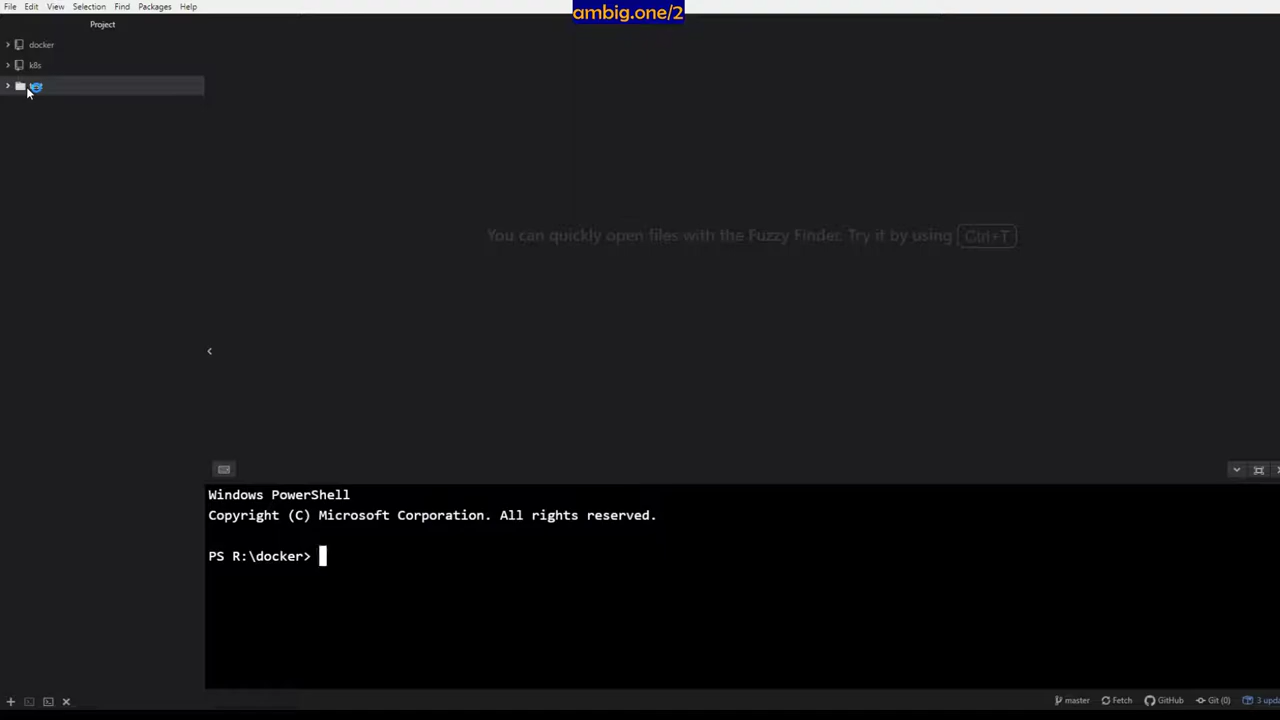 ambig.one/2
File Edit View Selection Find Packages Help
Project
docker
k8s
You can quickly open files with the Fuzzy Finder. Try it by using Ctrl+T
Windows PowerShell
Copyright (C) Microsoft Corporation. All rights reserved.
PS R:\docker>
master Fetch GitHub Git (0) 3 upd